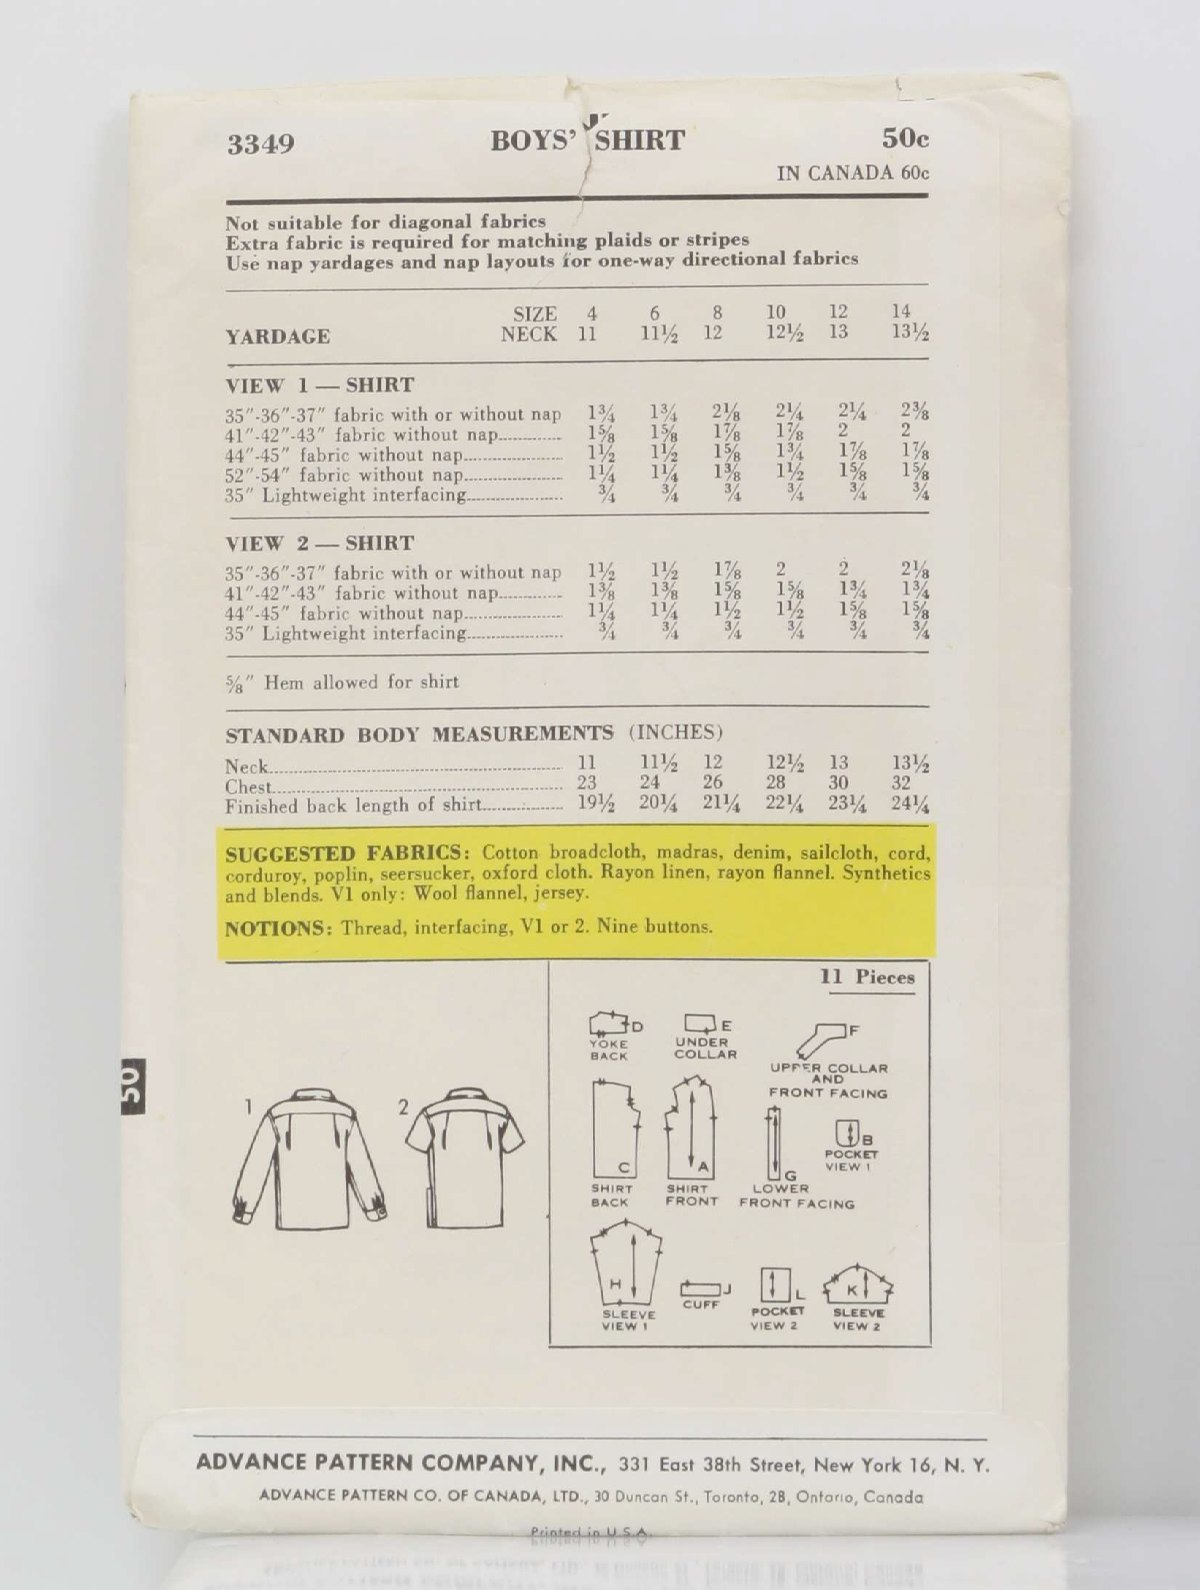 3349 BOYS' SHIRT 50c
IN CANADA 60c
Not suitable for diagonal fabrics
Extra fabric is required for matching plaids or stripes
Use nap yardages and nap layouts for one-way directional fabrics
SIZE 4 6 8 10 12 14
YARDAGE NECK 11 11½ 12 12½ 13 13½
VIEW 1 — SHIRT
35"-36"-37" fabric with or without nap 1¾ 1¾ 2⅛ 2¼ 2¼ 2⅜
41"-42"-43" fabric without nap 1⅝ 1⅝ 1⅞ 1⅞ 2 2
44"-45" fabric without nap 1½ 1½ 1⅝ 1¾ 1⅞ 1⅞
52"-54" fabric without nap 1¼ 1¼ 1⅜ 1½ 1⅝ 1⅝
35" Lightweight interfacing ¾ ¾ ¾ ¾ ¾ ¾
VIEW 2 — SHIRT
35"-36"-37" fabric with or without nap 1½ 1½ 1⅞ 2 2 2⅛
41"-42"-43" fabric without nap 1⅜ 1⅜ 1⅝ 1⅝ 1¾ 1¾
44"-45" fabric without nap 1¼ 1¼ 1½ 1½ 1⅝ 1⅝
35" Lightweight interfacing ¾ ¾ ¾ ¾ ¾ ¾
⅝" Hem allowed for shirt
STANDARD BODY MEASUREMENTS (INCHES)
Neck 11 11½ 12 12½ 13 13½
Chest 23 24 26 28 30 32
Finished back length of shirt 19½ 20¼ 21¼ 22¼ 23¼ 24¼
SUGGESTED FABRICS: Cotton broadcloth, madras, denim, sailcloth, cord,
corduroy, poplin, seersucker, oxford cloth. Rayon linen, rayon flannel. Synthetics
and blends. V1 only: Wool flannel, jersey.
NOTIONS: Thread, interfacing, V1 or 2. Nine buttons.
50
1
2
11 Pieces
D
YOKE
BACK
E
UNDER
COLLAR
F
UPPER COLLAR
AND
FRONT FACING
C
SHIRT
BACK
A
SHIRT
FRONT
G
LOWER
FRONT FACING
B
POCKET
VIEW 1
H
SLEEVE
VIEW 1
J
CUFF
L
POCKET
VIEW 2
K
SLEEVE
VIEW 2
ADVANCE PATTERN COMPANY, INC., 331 East 38th Street, New York 16, N. Y.
ADVANCE PATTERN CO. OF CANADA, LTD., 30 Duncan St., Toronto, 2B, Ontario, Canada
Printed in U.S.A.